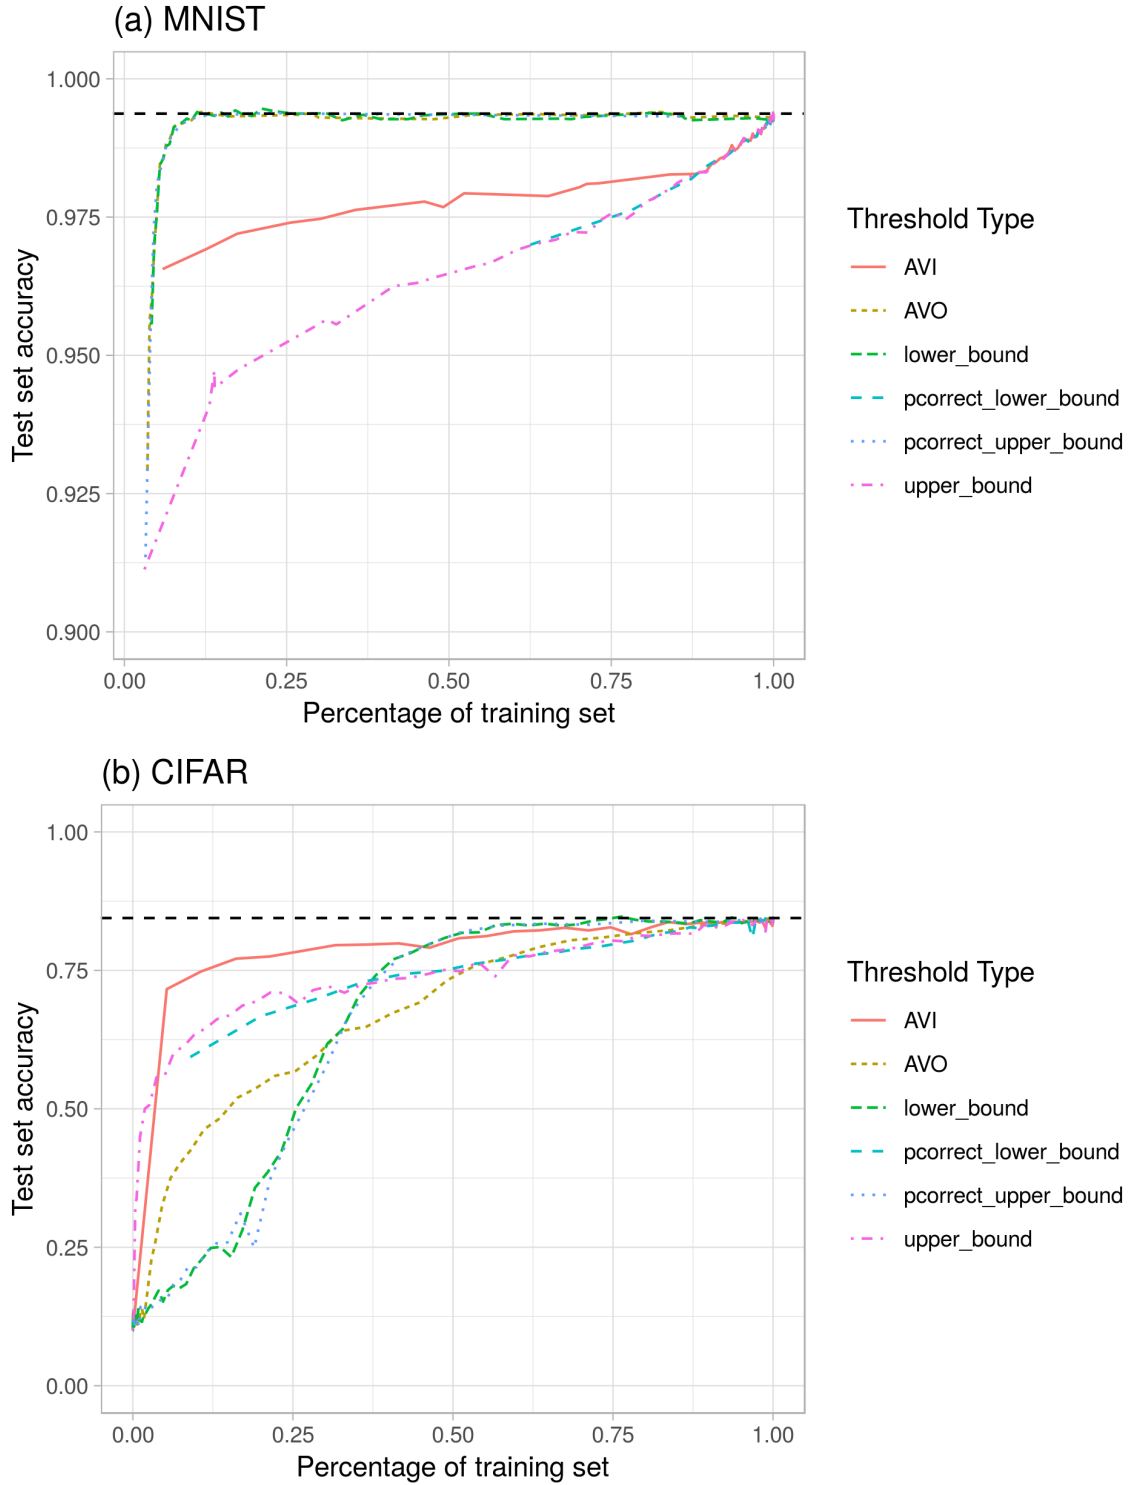 (a) MNIST
1.000
0.975
0.950
0.925
0.900
Test set accuracy
0.00 0.25 0.50 0.75 1.00
Percentage of training set
Threshold Type
AVI
AVO
lower_bound
pcorrect_lower_bound
pcorrect_upper_bound
upper_bound
(b) CIFAR
1.00
0.75
0.50
0.25
0.00
Test set accuracy
0.00 0.25 0.50 0.75 1.00
Percentage of training set
Threshold Type
AVI
AVO
lower_bound
pcorrect_lower_bound
pcorrect_upper_bound
upper_bound